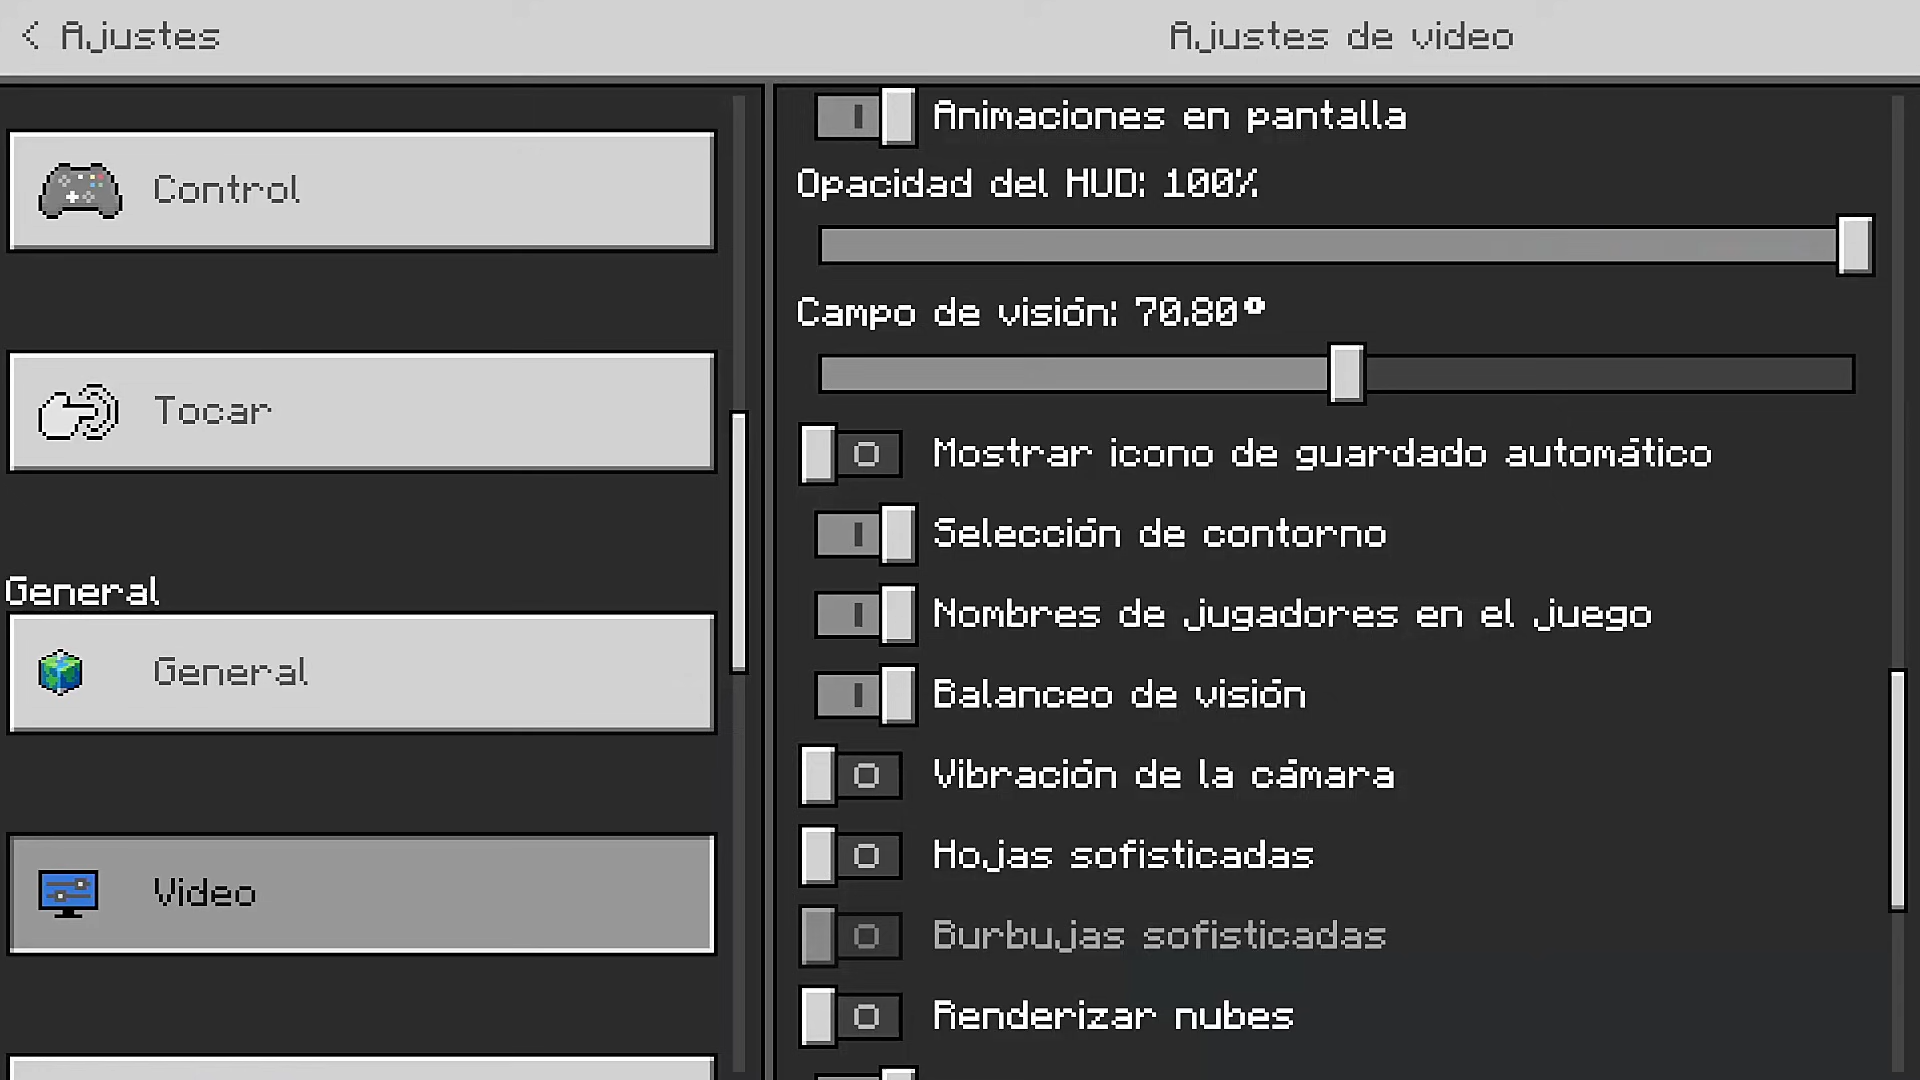 Ajustes
Ajustes de video
Control
Tocar
General
General
Video
Animaciones en pantalla
Opacidad del HUD: 100%
Campo de visión: 70.80°
Mostrar icono de guardado automático
Selección de contorno
Nombres de jugadores en el juego
Balanceo de visión
Vibración de la cámara
Hojas sofisticadas
Burbujas sofisticadas
Renderizar nubes